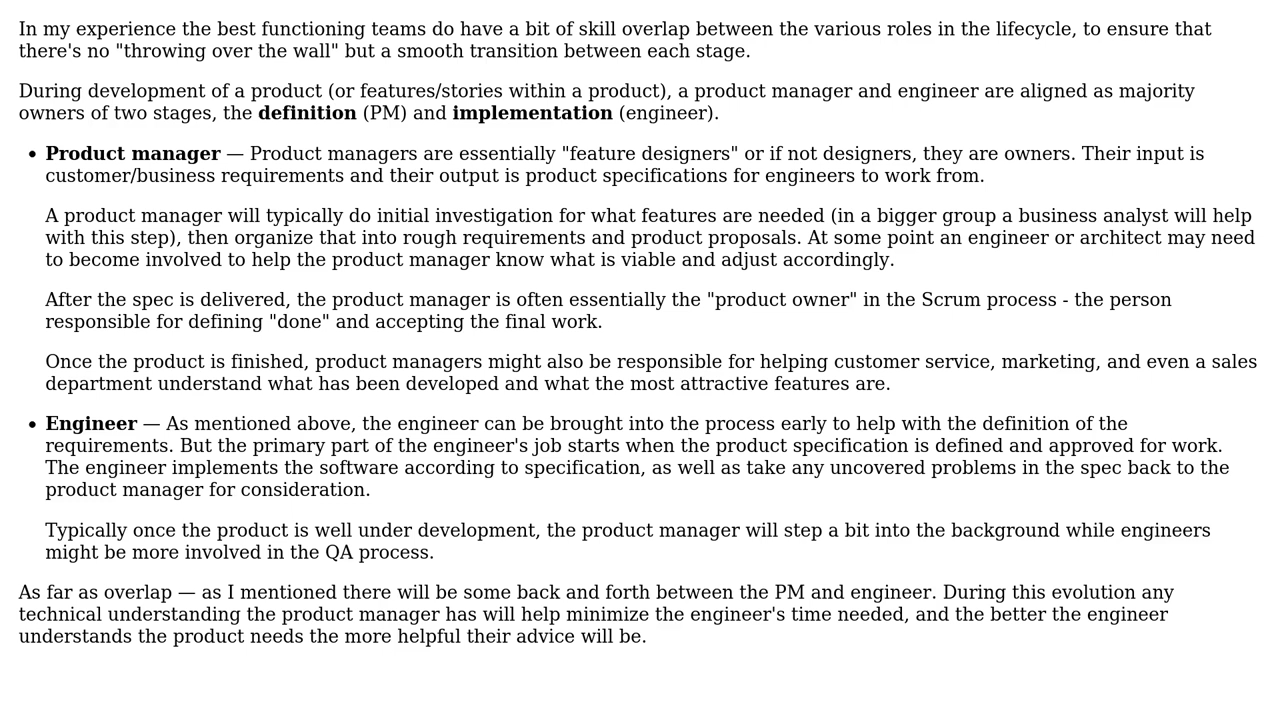 In my experience the best functioning teams do have a bit of skill overlap between the various roles in the lifecycle, to ensure that
there's no "throwing over the wall" but a smooth transition between each stage.
During development of a product (or features/stories within a product), a product manager and engineer are aligned as majority
owners of two stages, the definition (PM) and implementation (engineer).
• Product manager — Product managers are essentially "feature designers" or if not designers, they are owners. Their input is
customer/business requirements and their output is product specifications for engineers to work from.
A product manager will typically do initial investigation for what features are needed (in a bigger group a business analyst will help
with this step), then organize that into rough requirements and product proposals. At some point an engineer or architect may need
to become involved to help the product manager know what is viable and adjust accordingly.
After the spec is delivered, the product manager is often essentially the "product owner" in the Scrum process - the person
responsible for defining "done" and accepting the final work.
Once the product is finished, product managers might also be responsible for helping customer service, marketing, and even a sales
department understand what has been developed and what the most attractive features are.
• Engineer — As mentioned above, the engineer can be brought into the process early to help with the definition of the
requirements. But the primary part of the engineer's job starts when the product specification is defined and approved for work.
The engineer implements the software according to specification, as well as take any uncovered problems in the spec back to the
product manager for consideration.
Typically once the product is well under development, the product manager will step a bit into the background while engineers
might be more involved in the QA process.
As far as overlap — as I mentioned there will be some back and forth between the PM and engineer. During this evolution any
technical understanding the product manager has will help minimize the engineer's time needed, and the better the engineer
understands the product needs the more helpful their advice will be.